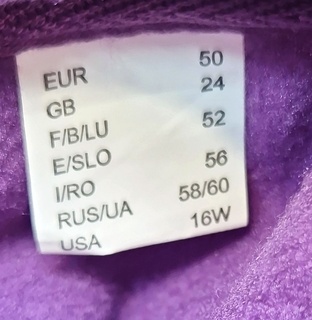 EUR 50
GB 24
F/B/LU 52
E/SLO
I/RO 56
RUS/UA 58/60
USA 16W